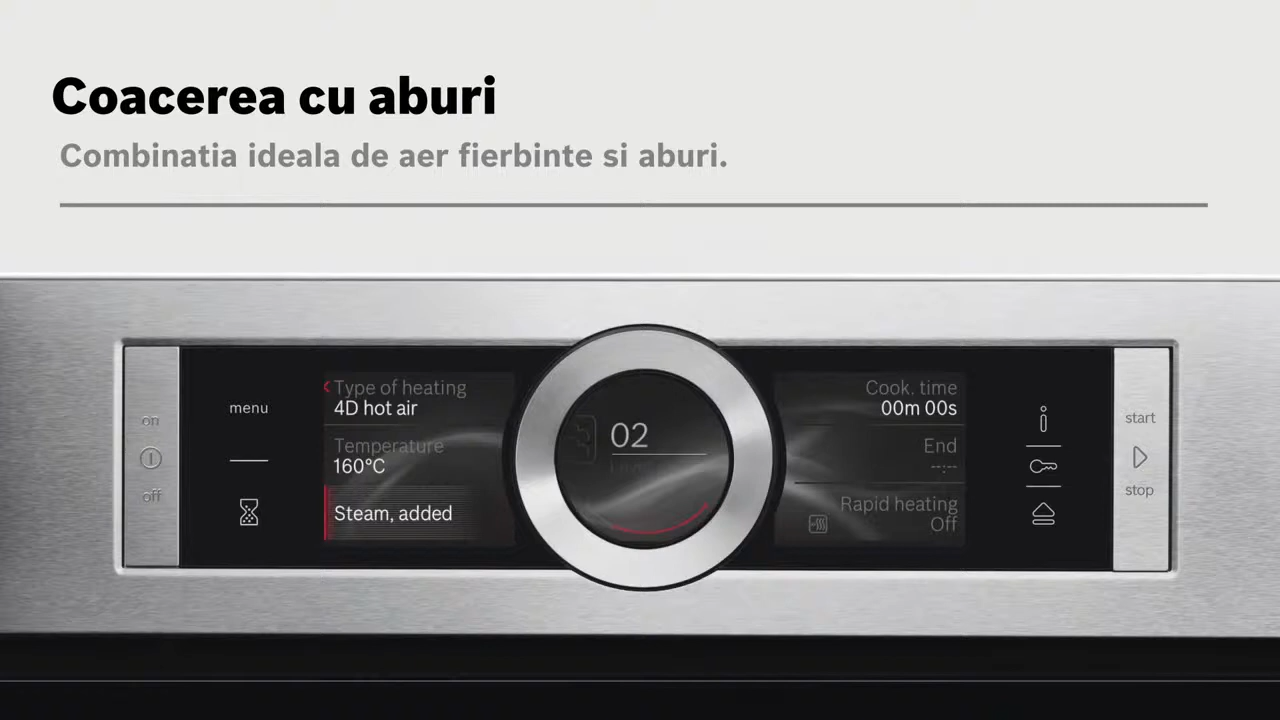 Coacerea cu aburi
Combinatia ideala de aer fierbinte si aburi.
on
off
menu
Type of heating
4D hot air
Temperature
160°C
Steam, added
02
Cook. time
00m 00s
End
--:--
Rapid heating
Off
start
stop